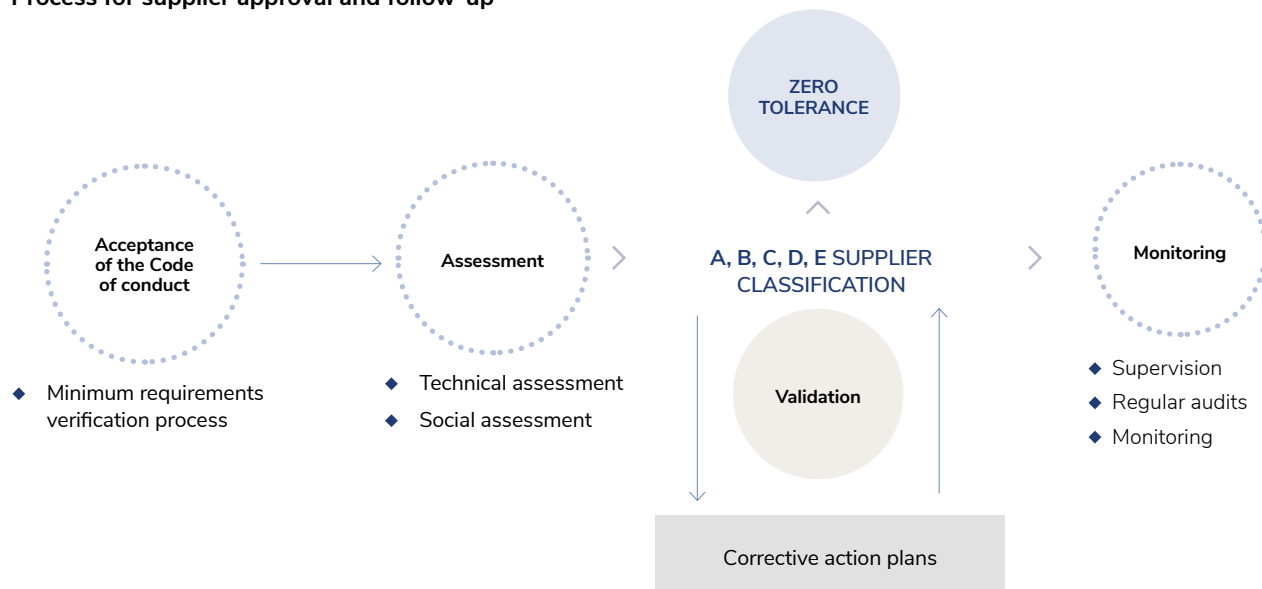 Process for supplier approval and follow-up
Acceptance
of the Code
of conduct
Minimum requirements
verification process
Assessment
Technical assessment
Social assessment
ZERO
TOLERANCE
A, B, C, D, E SUPPLIER
CLASSIFICATION
Validation
Corrective action plans
Monitoring
Supervision
Regular audits
Monitoring